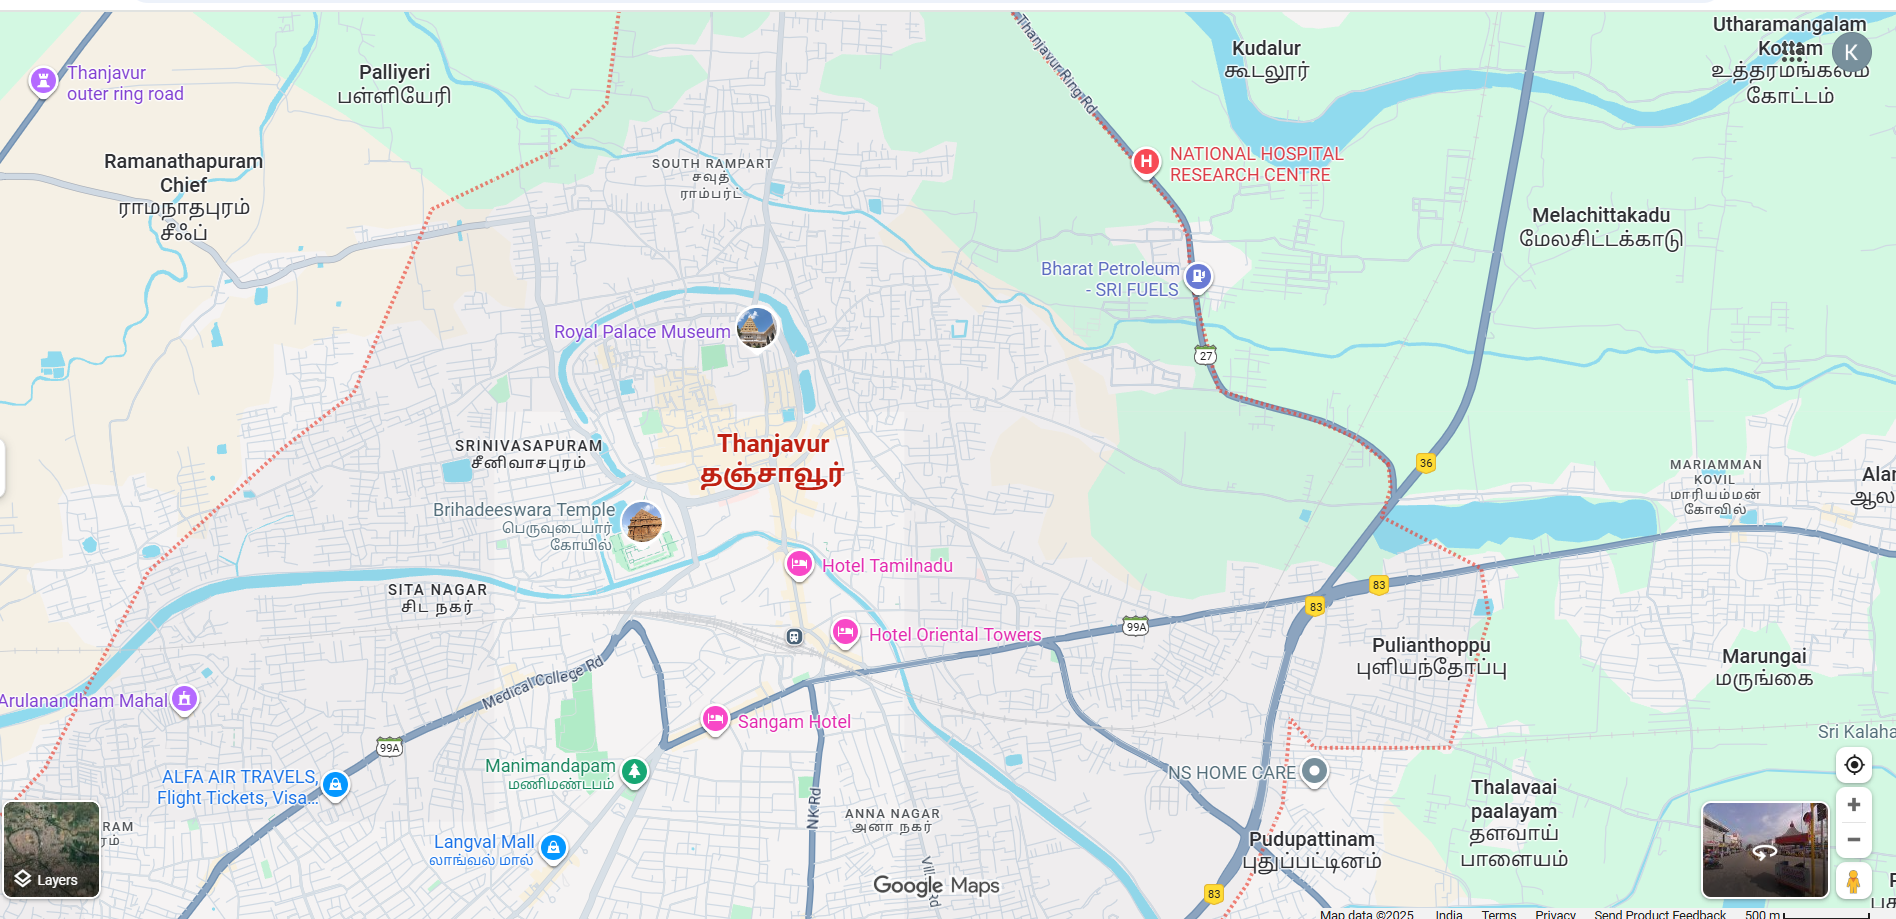 Utharamangalam
Kottam
உத்தரமங்கலம்
கோட்டம்
K
Kudalur
கூடலூர்
Thanjavur Ring Rd
Palliyeri
பள்ளியேரி
Thanjavur
outer ring road
Ramanathapuram
Chief
ராமநாதபுரம்
சீஃப்
SOUTH RAMPART
சவுத்
ராம்பர்ட்
H
NATIONAL HOSPITAL
RESEARCH CENTRE
Melachittakadu
மேலசிட்டக்காடு
Bharat Petroleum
- SRI FUELS
Royal Palace Museum
27
Thanjavur
தஞ்சாவூர்
SRINIVASAPURAM
சீனிவாசபுரம்
36
MARIAMMAN
KOVIL
மாரியம்மன்
கோவில்
Alar
ஆல
Brihadeeswara Temple
பெருவுடையார்
கோயில்
Hotel Tamilnadu
SITA NAGAR
சிட நகர்
83
83
99A
Hotel Oriental Towers
Pulianthoppu
புளியந்தோப்பு
Marungai
மருங்கை
Medical College Rd
Arulanandham Mahal
Sangam Hotel
99A
Sri Kalaha
Manimandapam
மணிமண்டபம்
NS HOME CARE
ALFA AIR TRAVELS,
Flight Tickets, Visa...
Thalavaai
paalayam
தளவாய்
பாளையம்
NK Rd
ANNA NAGAR
அனா நகர்
RAM
ரம்
Langval Mall
லாங்வல் மால்
Pudupattinam
புதுப்பட்டினம்
Layers
83
Google Maps
Map data ©2025 India Terms Privacy Send Product Feedback 500 m